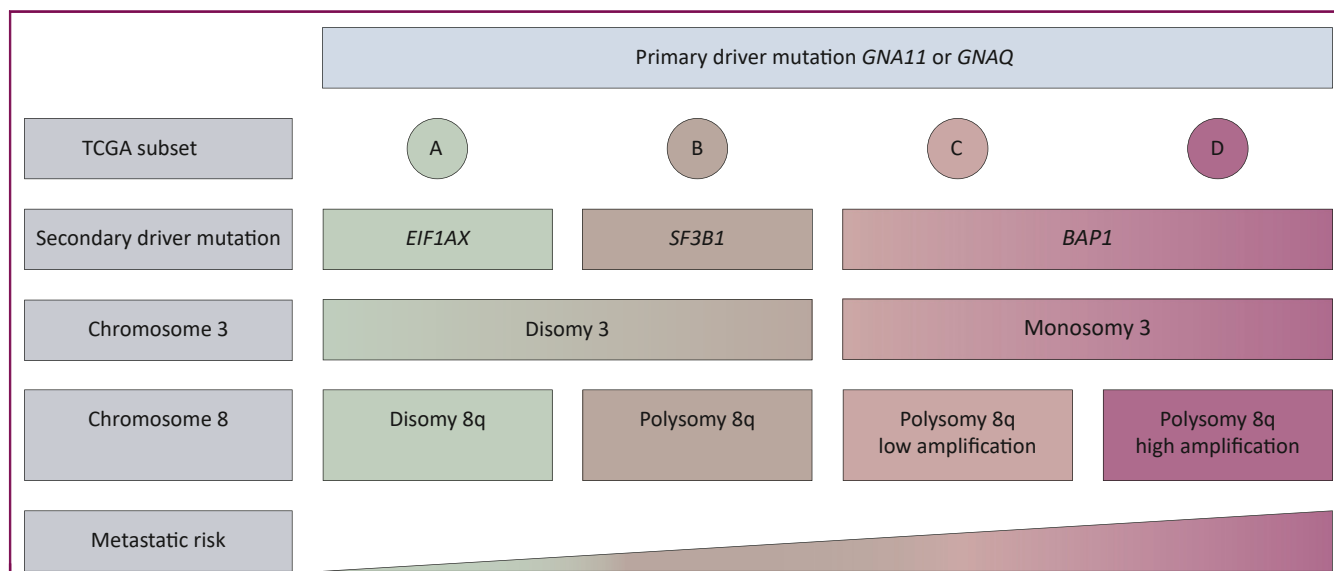 Primary driver mutation GNA11 or GNAQ
TCGA subset
A
B
C
D
Secondary driver mutation
EIF1AX
SF3B1
BAP1
Chromosome 3
Disomy 3
Monosomy 3
Chromosome 8
Disomy 8q
Polysomy 8q
Polysomy 8q
low amplification
Polysomy 8q
high amplification
Metastatic risk